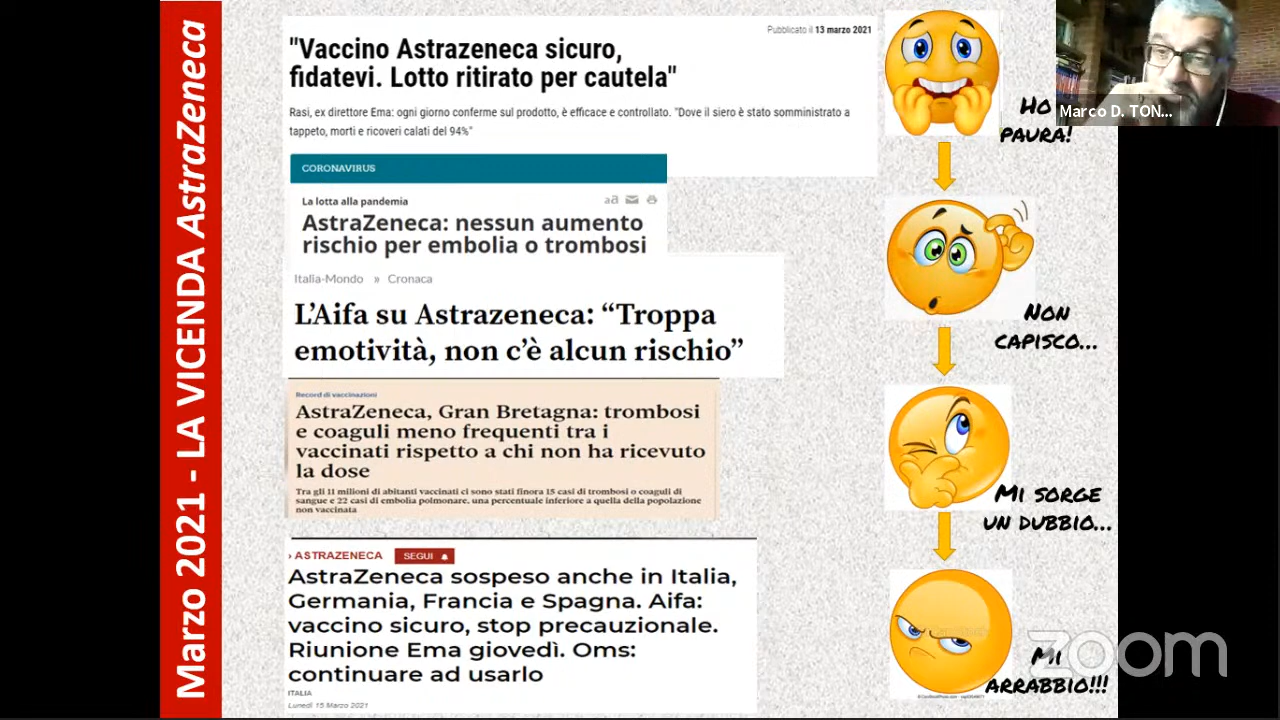 Marzo 2021 - LA VICENDA AstraZeneca
Pubblicato il 13 marzo 2021
"Vaccino Astrazeneca sicuro,
fidatevi. Lotto ritirato per cautela"
Rasi, ex direttore Ema: ogni giorno conferme sul prodotto, è efficace e controllato. "Dove il siero è stato somministrato a
tappeto, morti e ricoveri calati del 94%"
CORONAVIRUS
La lotta alla pandemia
aa
AstraZeneca: nessun aumento
rischio per embolia o trombosi
Italia-Mondo » Cronaca
L'Aifa su Astrazeneca: “Troppa
emotività, non c'è alcun rischio”
Record di vaccinazioni
AstraZeneca, Gran Bretagna: trombosi
e coaguli meno frequenti tra i
vaccinati rispetto a chi non ha ricevuto
la dose
Tra gli 11 milioni di abitanti vaccinati ci sono stati finora 15 casi di trombosi o coaguli di
sangue e 22 casi di embolia polmonare, una percentuale inferiore a quella della popolazione
non vaccinata
› ASTRAZENECA SEGUI
AstraZeneca sospeso anche in Italia,
Germania, Francia e Spagna. Aifa:
vaccino sicuro, stop precauzionale.
Riunione Ema giovedì. Oms:
continuare ad usarlo
ITALIA
Lunedì 15 Marzo 2021
HO
PAURA!
NON
CAPISCO...
MI SORGE
UN DUBBIO...
MI
ARRABBIO!!!
Marco D. TON...
zoom